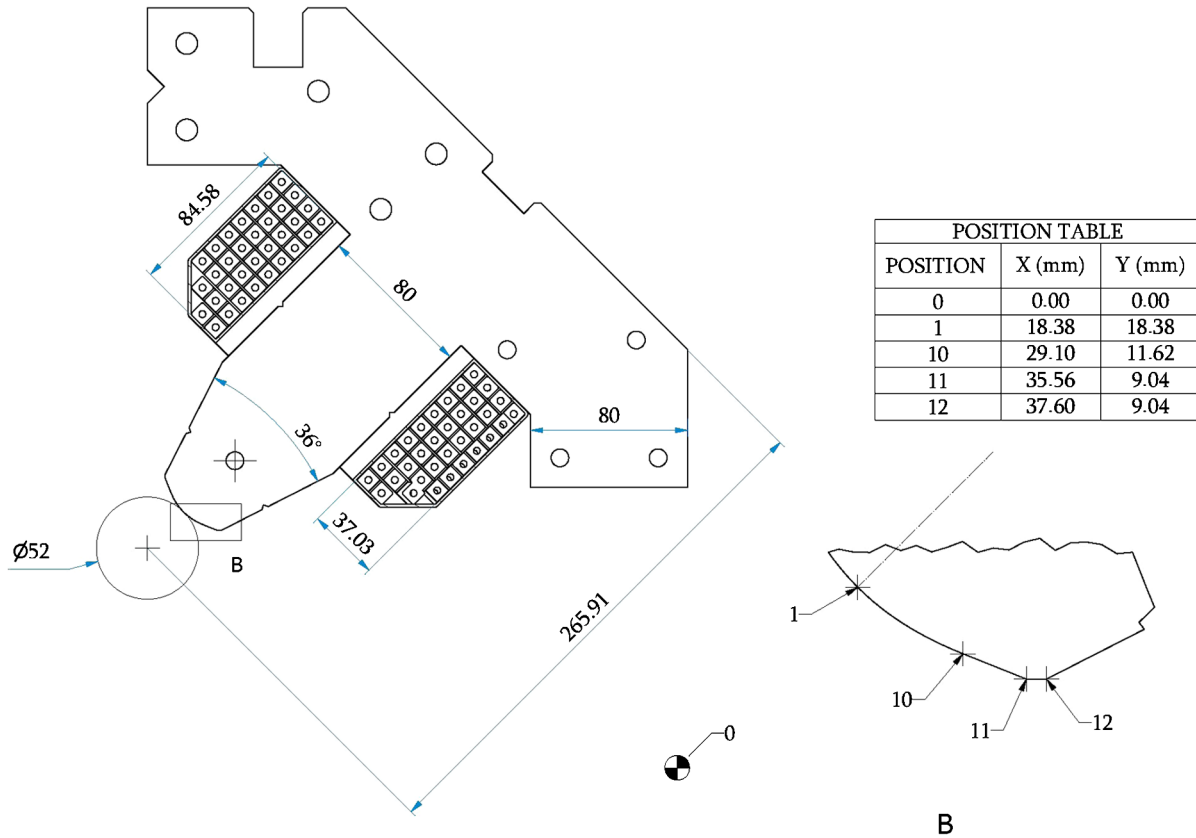 84.58
80
36°
80
37.03
Ø52
B
265.91
0
POSITION TABLE
POSITION X (mm) Y (mm)
0 0.00 0.00
1 18.38 18.38
10 29.10 11.62
11 35.56 9.04
12 37.60 9.04
1
10
11
12
B